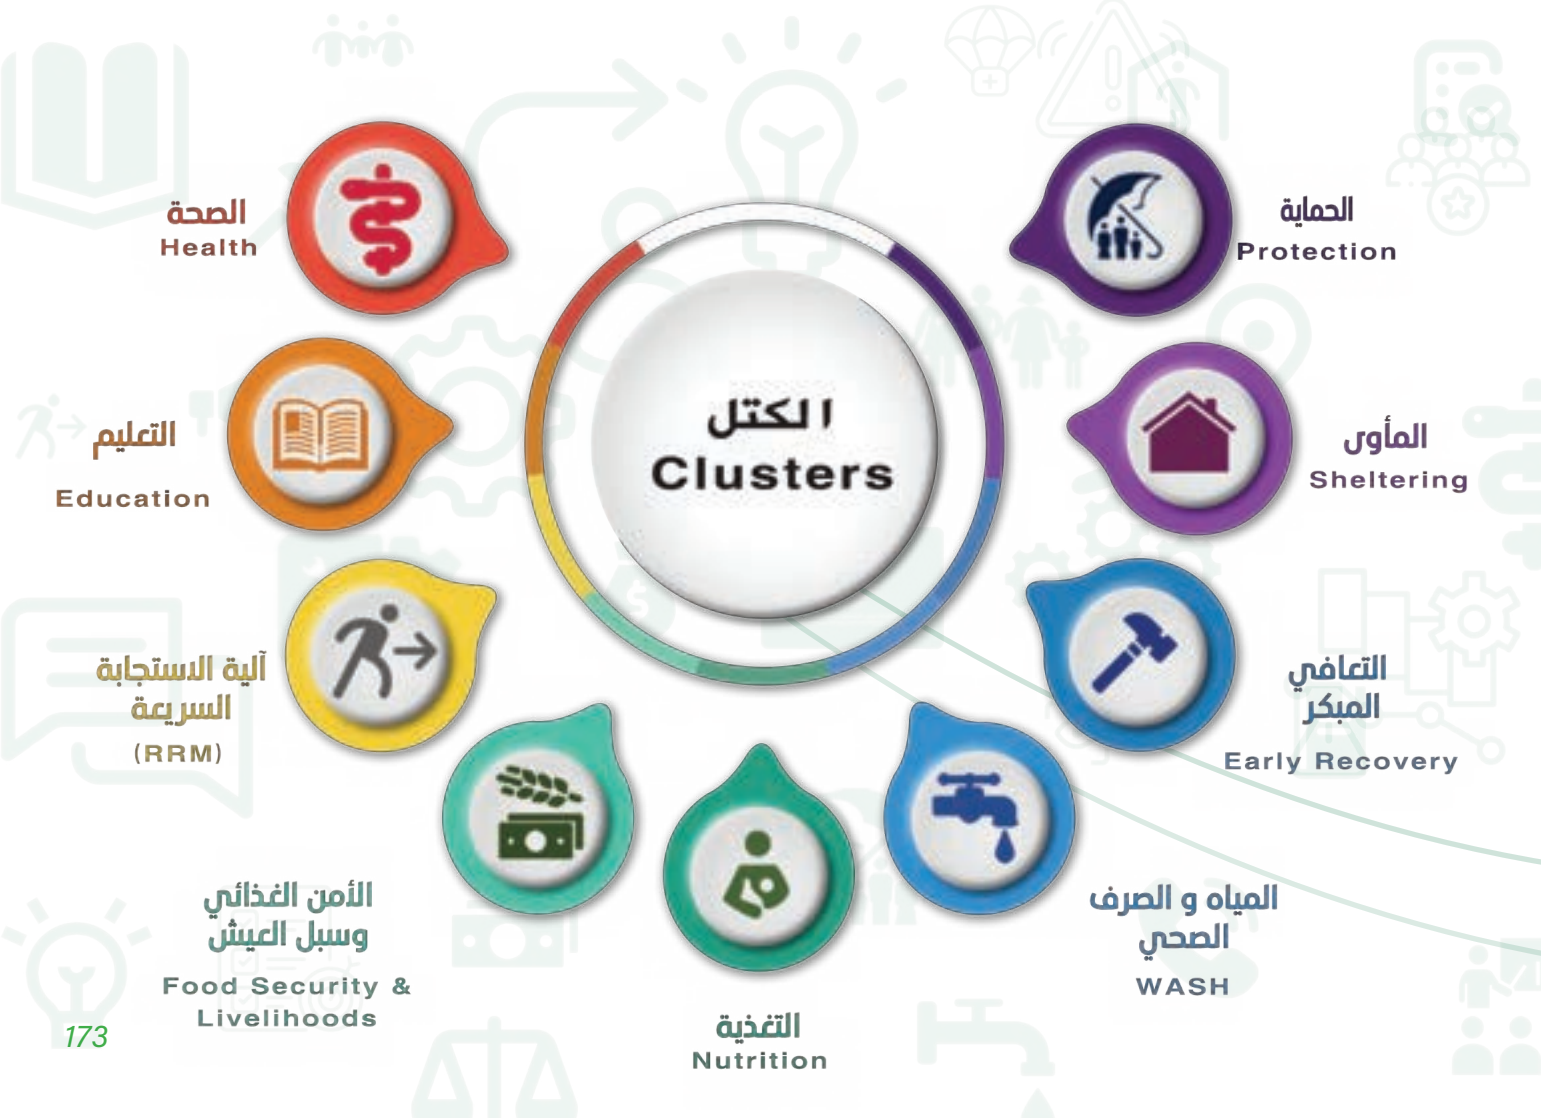 الكتل
Clusters
الصحة
Health
التعليم
Education
آلية الاستجابة
السريعة
(RRM)
الأمن الغذائي
وسبل العيش
Food Security &
Livelihoods
التغذية
Nutrition
المياه و الصرف
الصحي
WASH
التعافي
المبكر
Early Recovery
المأوى
Sheltering
الحماية
Protection
173